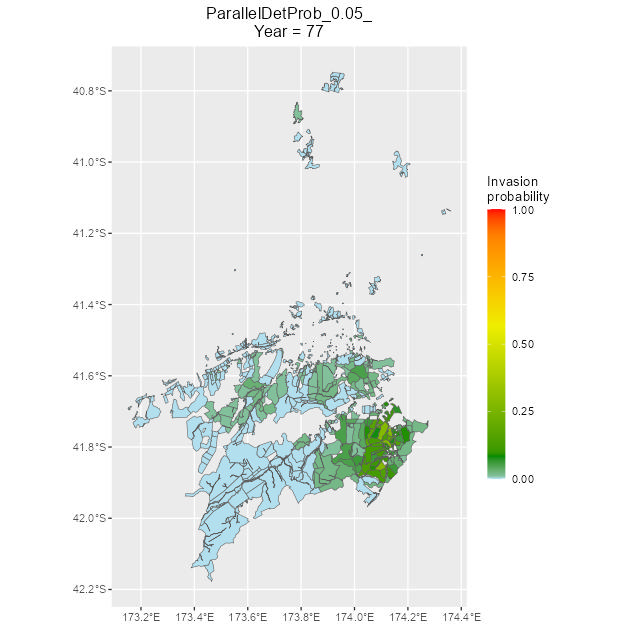 ParallelDetProb_0.05_
Year = 77
40.8°S
41.0°S
41.2°S
41.4°S
41.6°S
41.8°S
42.0°S
42.2°S
173.2°E 173.4°E 173.6°E 173.8°E 174.0°E 174.2°E 174.4°E
Invasion
probability
1.00
0.75
0.50
0.25
0.00